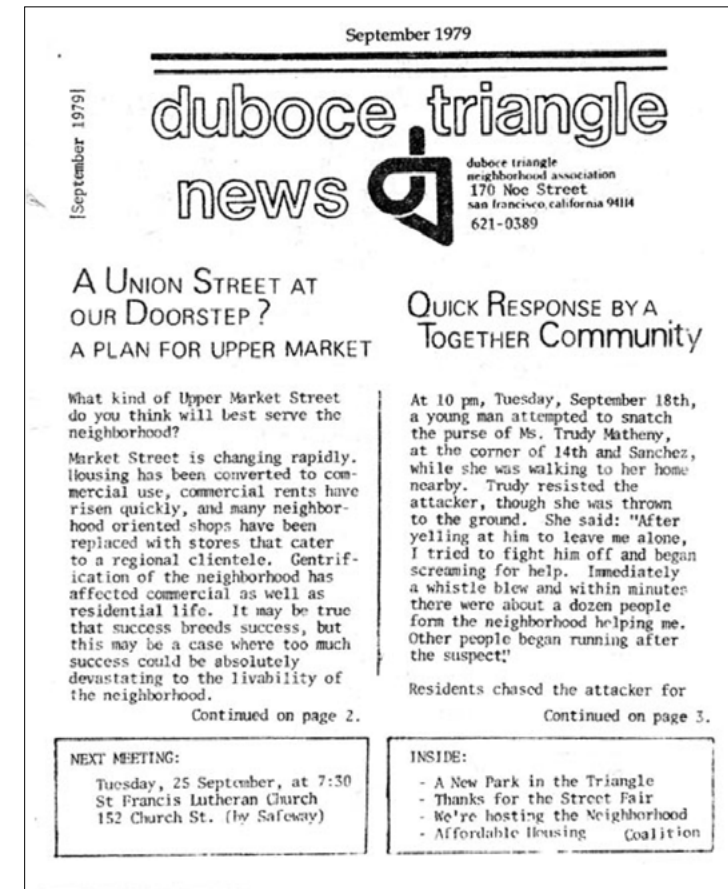 September 1979
|September 1979|
duboce triangle
news
duboce triangle
neighborhood association
170 Noe Street
san francisco, california 94114
621-0389
A UNION STREET AT
OUR DOORSTEP?
A PLAN FOR UPPER MARKET
What kind of Upper Market Street
do you think will best serve the
neighborhood?
Market Street is changing rapidly.
Housing has been converted to com-
mercial use, commercial rents have
risen quickly, and many neighbor-
hood oriented shops have been
replaced with stores that cater
to a regional clientele. Gentrif-
ication of the neighborhood has
affected commercial as well as
residential life. It may be true
that success breeds success, but
this may be a case where too much
success could be absolutely
devastating to the livability of
the neighborhood.
Continued on page 2.
QUICK RESPONSE BY A
TOGETHER Community
At 10 pm, Tuesday, September 18th,
a young man attempted to snatch
the purse of Ms. Trudy Matheny,
at the corner of 14th and Sanchez,
while she was walking to her home
nearby. Trudy resisted the
attacker, though she was thrown
to the ground. She said: "After
yelling at him to leave me alone,
I tried to fight him off and began
screaming for help. Immediately
a whistle blew and within minutes
there were about a dozen people
form the neighborhood helping me.
Other people began running after
the suspect."
Residents chased the attacker for
Continued on page 3.
NEXT MEETING:
Tuesday, 25 September, at 7:30
St Francis Lutheran Church
152 Church St. (by Safeway)
INSIDE:
- A New Park in the Triangle
- Thanks for the Street Fair
- We're hosting the Neighborhood
- Affordable Housing Coalition